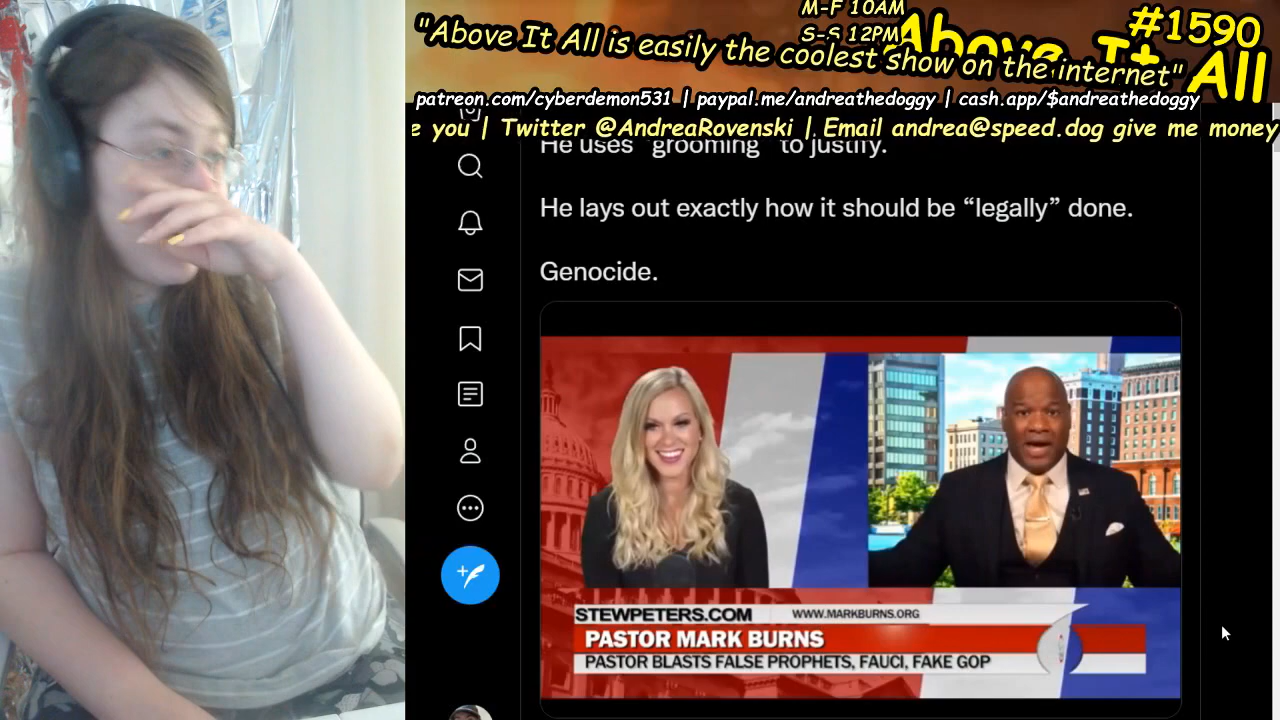 M-F 10AM
S-S 12PM
Above It All
#1590
"Above It All is easily the coolest show on the internet"
patreon.com/cyberdemon531 | paypal.me/andreathedoggy | cash.app/$andreathedoggy
e you | Twitter @AndreaRovenski | Email andrea@speed.dog give me money
He uses “grooming” to justify.
He lays out exactly how it should be “legally” done.
Genocide.
STEWPETERS.COM WWW.MARKBURNS.ORG
PASTOR MARK BURNS
PASTOR BLASTS FALSE PROPHETS, FAUCI, FAKE GOP